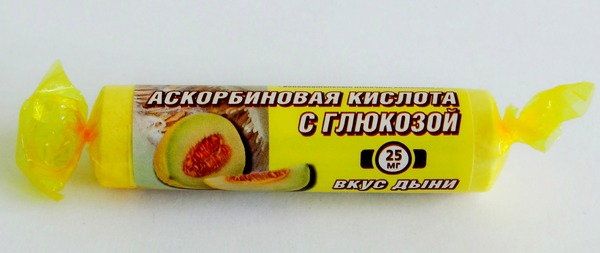 АСКОРБИНОВАЯ КИСЛОТА
С ГЛЮКОЗОЙ
25
МГ
ВКУС ДЫНИ